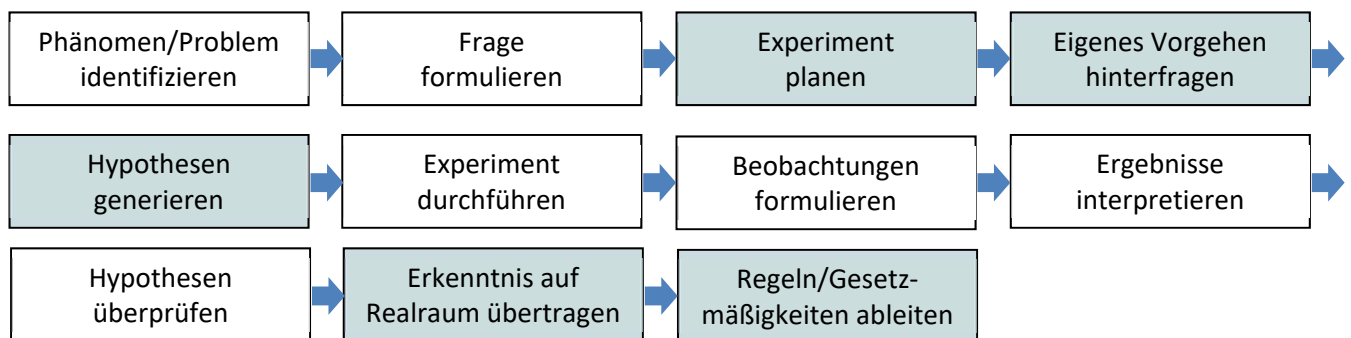 Phänomen/Problem
identifizieren
Frage
formulieren
Experiment
planen
Eigenes Vorgehen
hinterfragen
Hypothesen
generieren
Experiment
durchführen
Beobachtungen
formulieren
Ergebnisse
interpretieren
Hypothesen
überprüfen
Erkenntnis auf
Realraum übertragen
Regeln/Gesetz-
mäßigkeiten ableiten